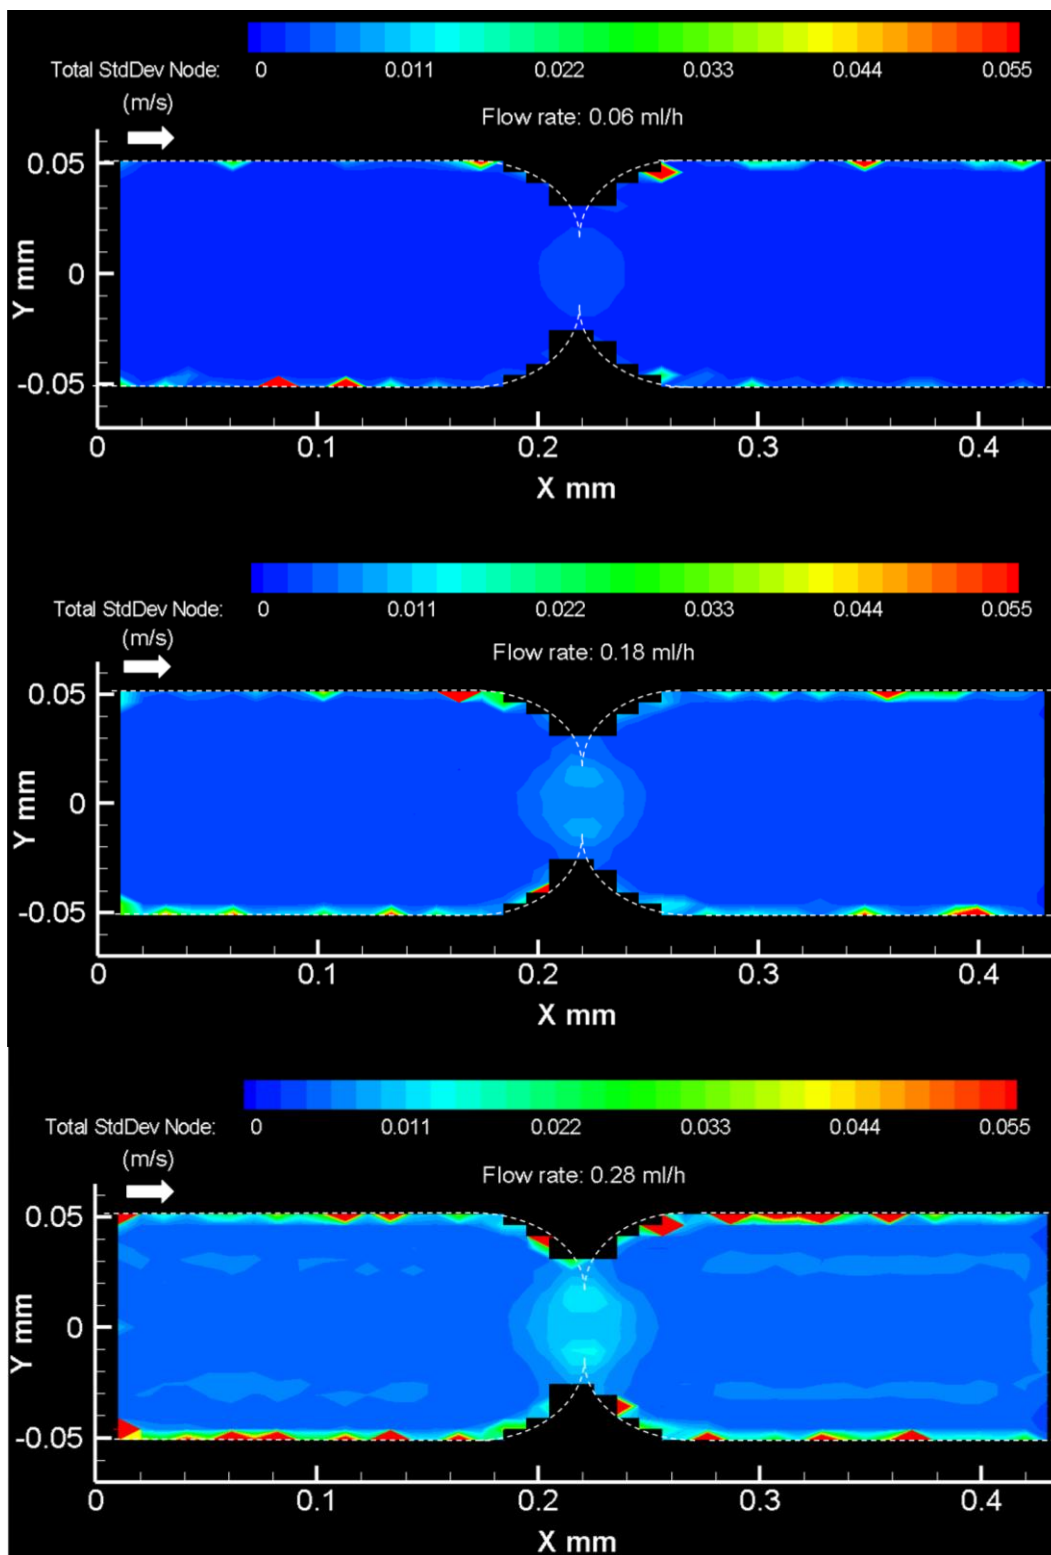 Total StdDev Node: 0 0.011 0.022 0.033 0.044 0.055
(m/s)
Flow rate: 0.06 ml/h
0.05
0
-0.05
Y mm
0 0.1 0.2 0.3 0.4
X mm
Total StdDev Node: 0 0.011 0.022 0.033 0.044 0.055
(m/s)
Flow rate: 0.18 ml/h
0.05
0
-0.05
Y mm
0 0.1 0.2 0.3 0.4
X mm
Total StdDev Node: 0 0.011 0.022 0.033 0.044 0.055
(m/s)
Flow rate: 0.28 ml/h
0.05
0
-0.05
Y mm
0 0.1 0.2 0.3 0.4
X mm